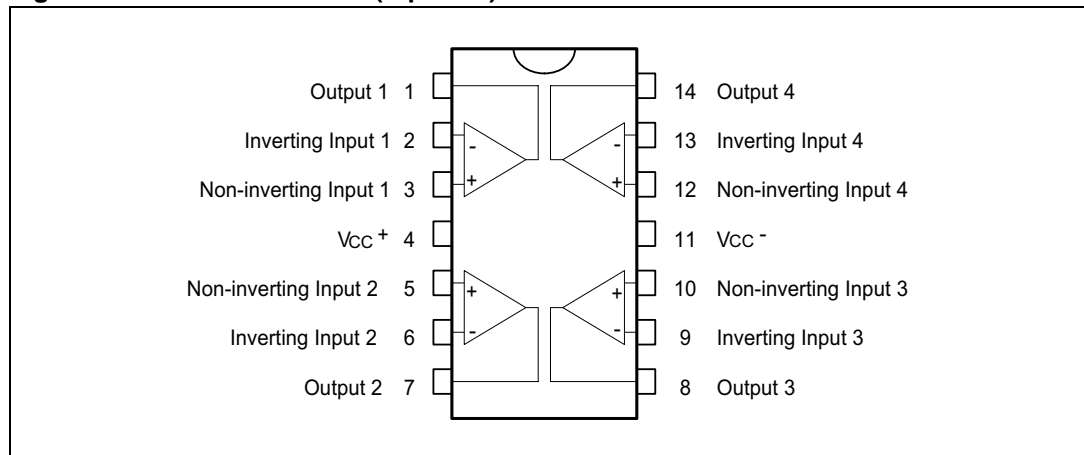 Output 1 1
14 Output 4
Inverting Input 1 2
13 Inverting Input 4
Non-inverting Input 1 3
12 Non-inverting Input 4
VCC + 4
11 VCC -
Non-inverting Input 2 5
10 Non-inverting Input 3
Inverting Input 2 6
9 Inverting Input 3
Output 2 7
8 Output 3
- -
+ +
+ +
- -